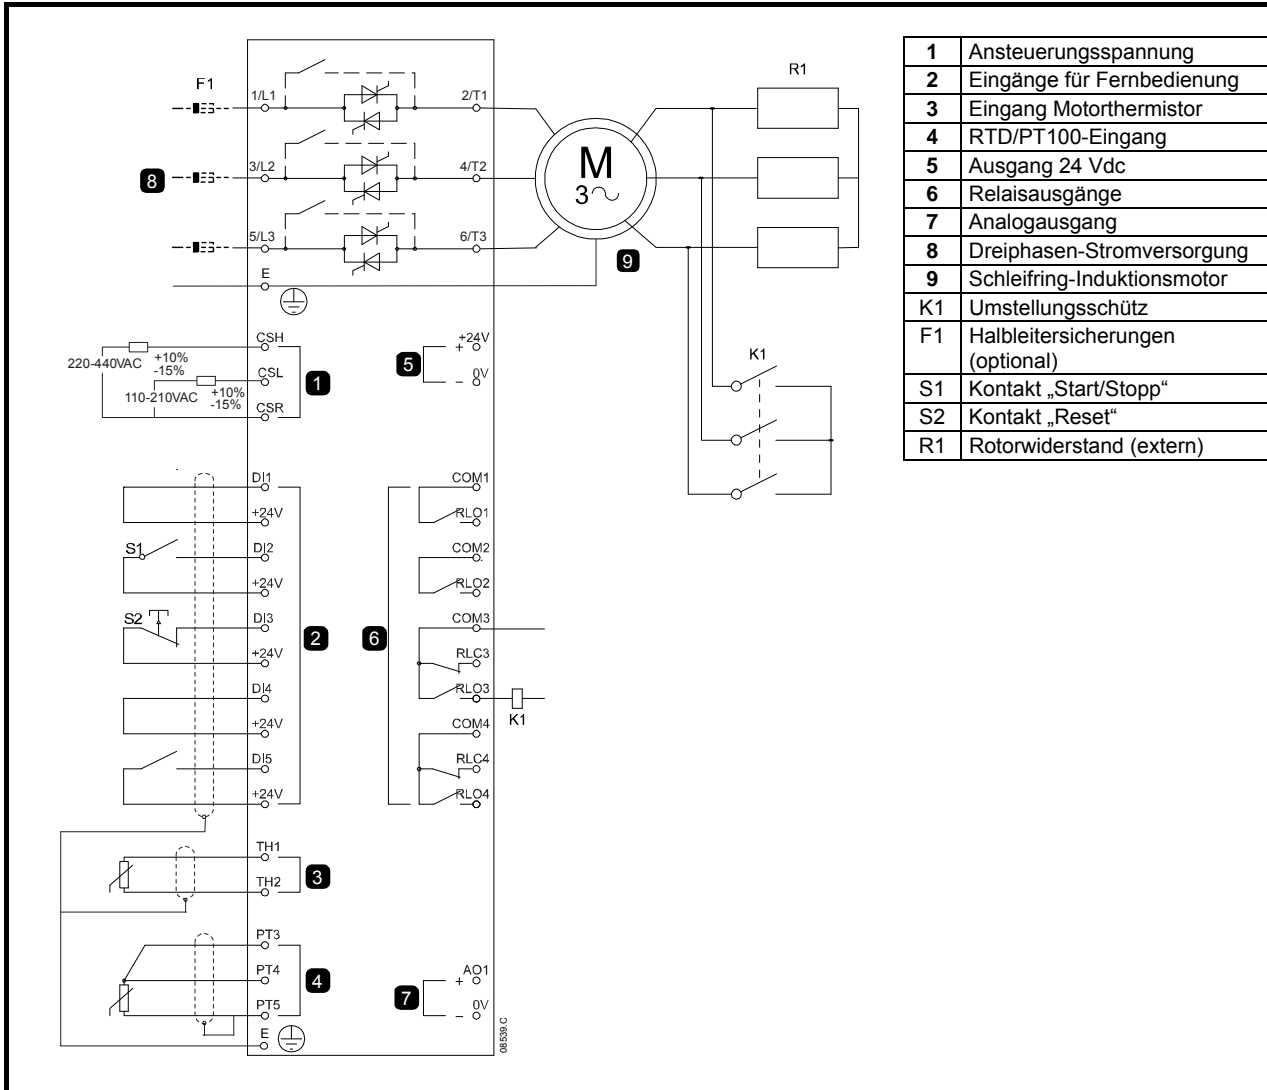 F1
1/L1
2/T1
3/L2
4/T2
8
5/L3
6/T3
E
M
3
9
R1
K1
CSH
220-440VAC
+10%
-15%
CSL
110-210VAC
+10%
-15%
CSR
1
+24V
+
5
0V
–
DI1
+24V
S1
DI2
+24V
S2
DI3
+24V
DI4
+24V
DI5
+24V
2
COM1
RLO1
COM2
RLO2
COM3
RLC3
RLO3
K1
COM4
RLC4
RLO4
6
TH1
TH2
3
PT3
PT4
PT5
4
E
AO1
+
7
0V
–
08539.C
1 Ansteuerungsspannung
2 Eingänge für Fernbedienung
3 Eingang Motorthermistor
4 RTD/PT100-Eingang
5 Ausgang 24 Vdc
6 Relaisausgänge
7 Analogausgang
8 Dreiphasen-Stromversorgung
9 Schleifring-Induktionsmotor
K1 Umstellungsschütz
F1 Halbleitersicherungen
(optional)
S1 Kontakt „Start/Stopp“
S2 Kontakt „Reset“
R1 Rotorwiderstand (extern)